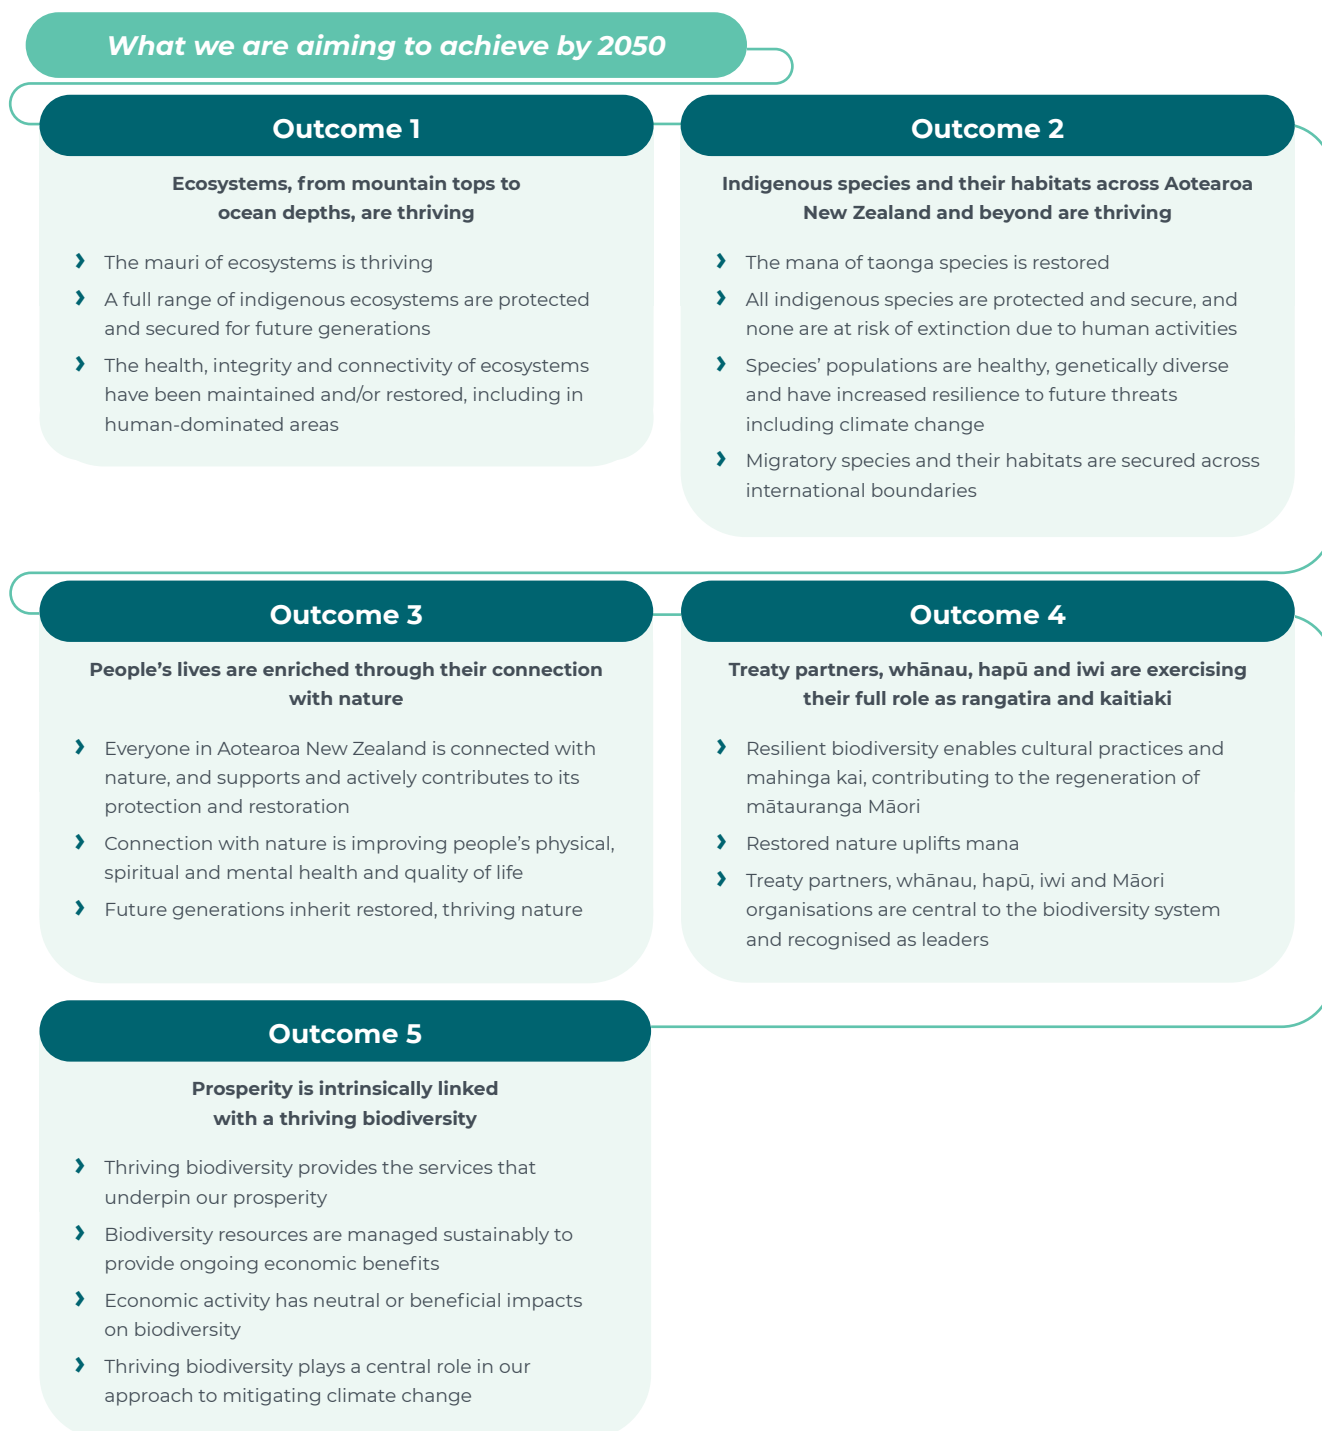 What we are aiming to achieve by 2050
Outcome 1
Ecosystems, from mountain tops to
ocean depths, are thriving
The mauri of ecosystems is thriving
A full range of indigenous ecosystems are protected
and secured for future generations
The health, integrity and connectivity of ecosystems
have been maintained and/or restored, including in
human-dominated areas
Outcome 2
Indigenous species and their habitats across Aotearoa
New Zealand and beyond are thriving
The mana of taonga species is restored
All indigenous species are protected and secure, and
none are at risk of extinction due to human activities
Species’ populations are healthy, genetically diverse
and have increased resilience to future threats
including climate change
Migratory species and their habitats are secured across
international boundaries
Outcome 3
People’s lives are enriched through their connection
with nature
Everyone in Aotearoa New Zealand is connected with
nature, and supports and actively contributes to its
protection and restoration
Connection with nature is improving people’s physical,
spiritual and mental health and quality of life
Future generations inherit restored, thriving nature
Outcome 4
Treaty partners, whānau, hapū and iwi are exercising
their full role as rangatira and kaitiaki
Resilient biodiversity enables cultural practices and
mahinga kai, contributing to the regeneration of
mātauranga Māori
Restored nature uplifts mana
Treaty partners, whānau, hapū, iwi and Māori
organisations are central to the biodiversity system
and recognised as leaders
Outcome 5
Prosperity is intrinsically linked
with a thriving biodiversity
Thriving biodiversity provides the services that
underpin our prosperity
Biodiversity resources are managed sustainably to
provide ongoing economic benefits
Economic activity has neutral or beneficial impacts
on biodiversity
Thriving biodiversity plays a central role in our
approach to mitigating climate change